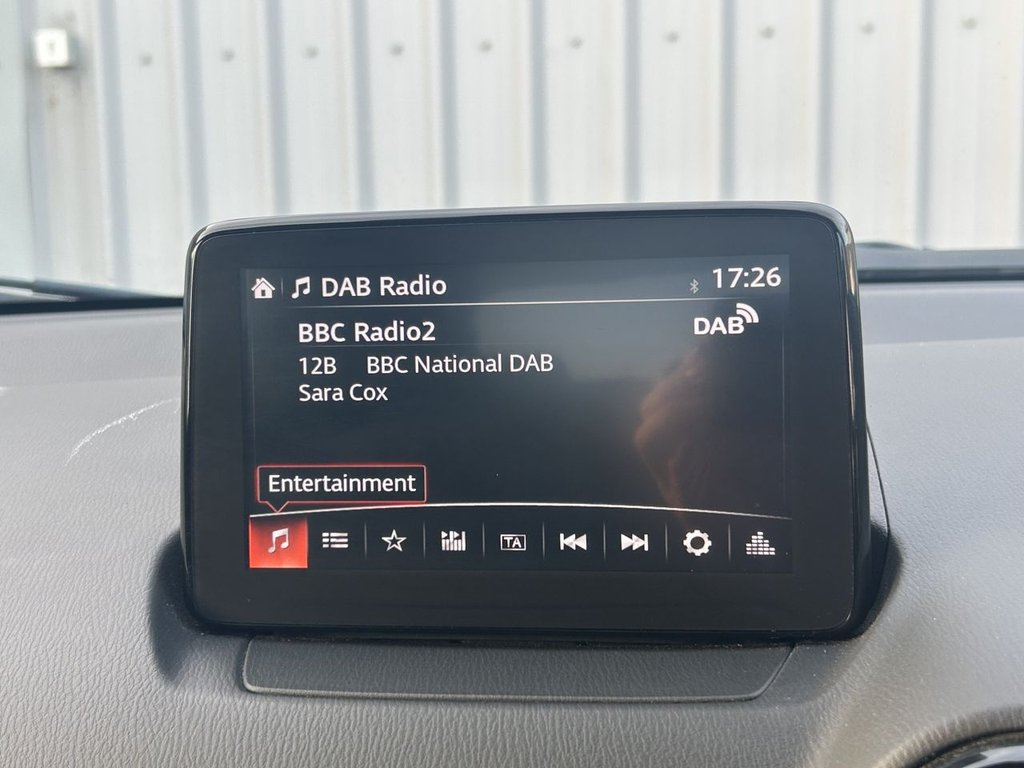 DAB Radio 17:26
BBC Radio2 DAB
12B BBC National DAB
Sara Cox
Entertainment
TA